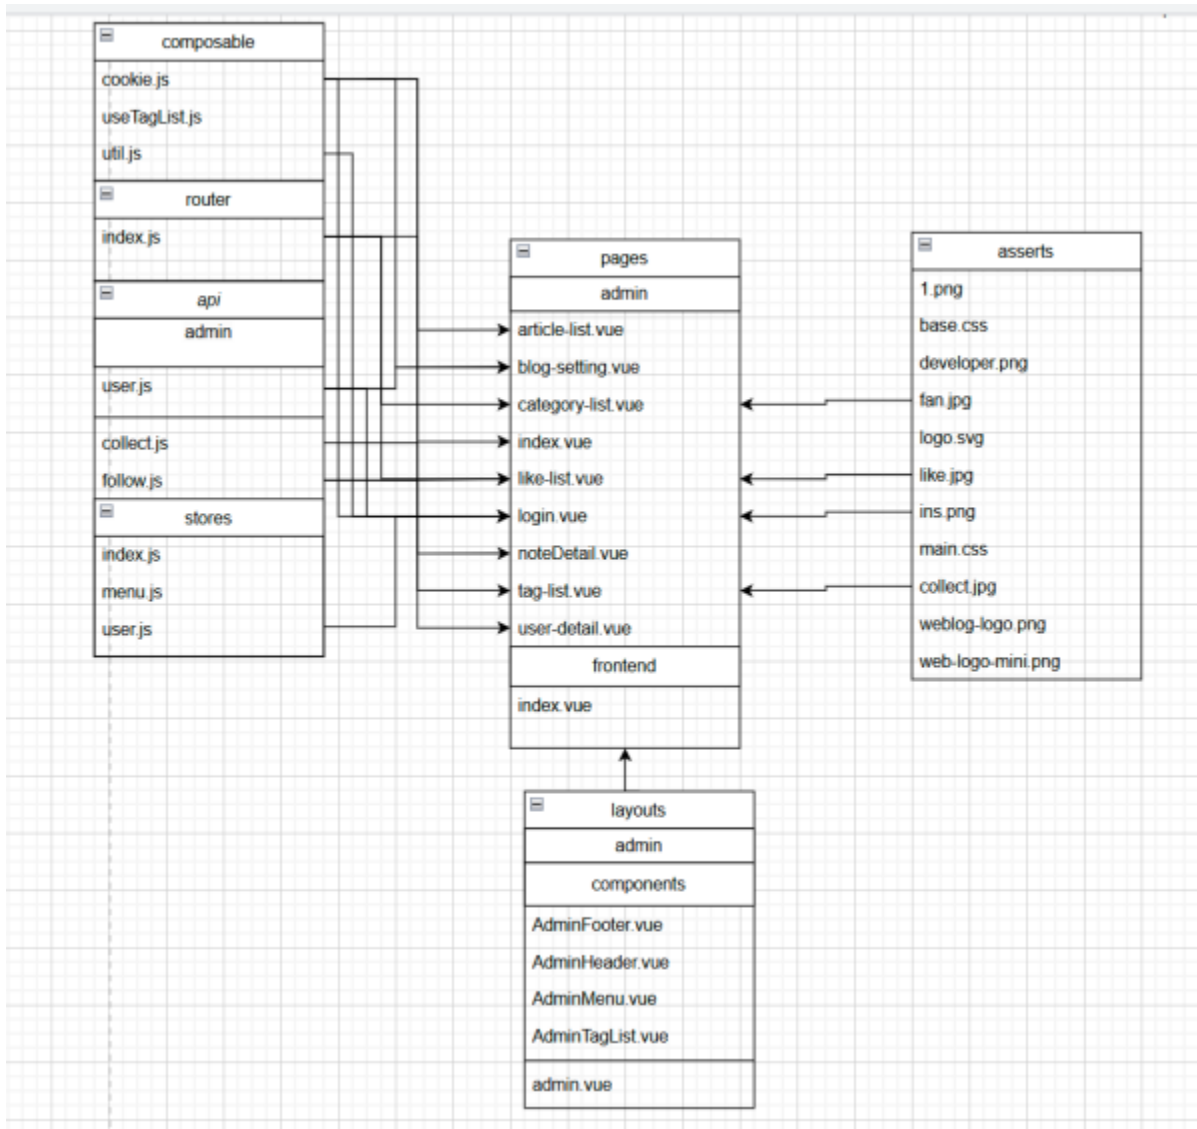 composable
cookie.js
useTagList.js
util.js
router
index.js
api
admin
user.js
collect.js
follow.js
stores
index.js
menu.js
user.js
pages
admin
article-list.vue
blog-setting.vue
category-list.vue
index.vue
like-list.vue
login.vue
noteDetail.vue
tag-list.vue
user-detail.vue
frontend
index.vue
asserts
1.png
base.css
developer.png
fan.jpg
logo.svg
like.jpg
ins.png
main.css
collect.jpg
weblog-logo.png
web-logo-mini.png
layouts
admin
components
AdminFooter.vue
AdminHeader.vue
AdminMenu.vue
AdminTagList.vue
admin.vue